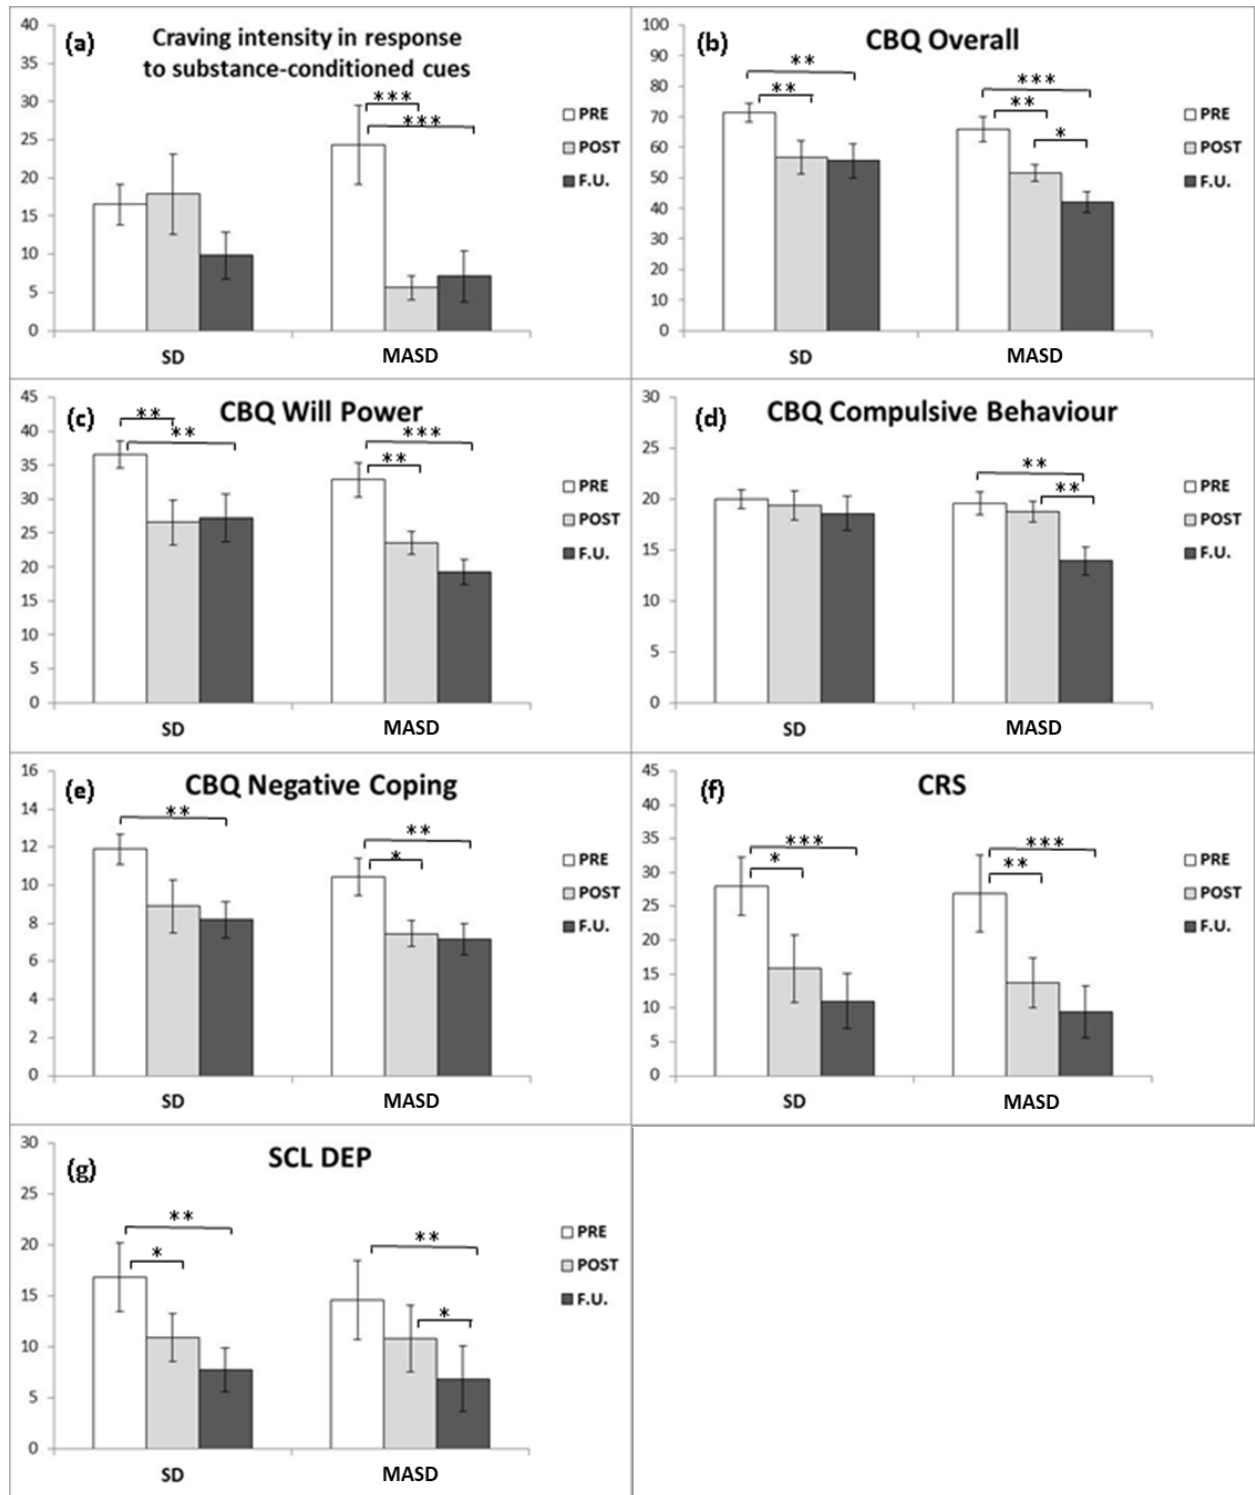 (a)
Craving intensity in response
to substance-conditioned cues
40
35
30
25
20
15
10
5
0
***
***
SD
MASD
PRE
POST
F.U.
(b)
CBQ Overall
100
90
80
70
60
50
40
30
20
10
0
**
**
***
**
*
SD
MASD
PRE
POST
F.U.
(c)
CBQ Will Power
45
40
35
30
25
20
15
10
5
0
**
**
***
**
SD
MASD
PRE
POST
F.U.
(d)
CBQ Compulsive Behaviour
30
25
20
15
10
5
0
**
**
SD
MASD
PRE
POST
F.U.
(e)
CBQ Negative Coping
16
14
12
10
8
6
4
2
0
**
**
*
SD
MASD
PRE
POST
F.U.
(f)
CRS
45
40
35
30
25
20
15
10
5
0
***
*
***
**
SD
MASD
PRE
POST
F.U.
(g)
SCL DEP
30
25
20
15
10
5
0
**
*
**
*
SD
MASD
PRE
POST
F.U.